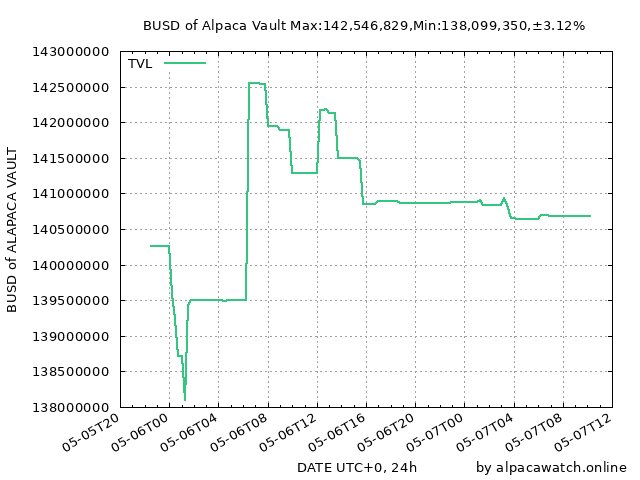 BUSD of Alpaca Vault Max:142,546,829,Min:138,099,350,±3.12%
TVL
143000000
142500000
142000000
141500000
141000000
140500000
140000000
139500000
139000000
138500000
138000000
BUSD of ALAPACA VAULT
05-05T20
05-06T00
05-06T04
05-06T08
05-06T12
05-06T16
05-06T20
05-07T00
05-07T04
05-07T08
05-07T12
DATE UTC+0, 24h
by alpacawatch.online